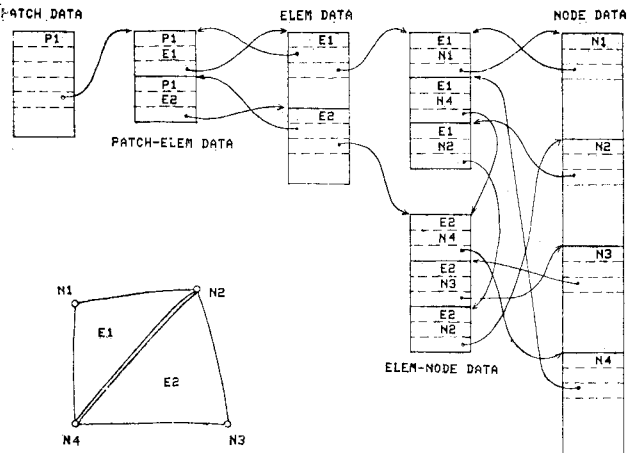 PATCH DATA
ELEM DATA
NODE DATA
P1
P1
E1
P1
E2
PATCH-ELEM DATA
E1
E2
E1
N1
E1
N4
E1
N2
E2
N4
E2
N3
E2
N2
ELEM-NODE DATA
N1
N2
N3
N4
N1
N2
E1
E2
N4
N3